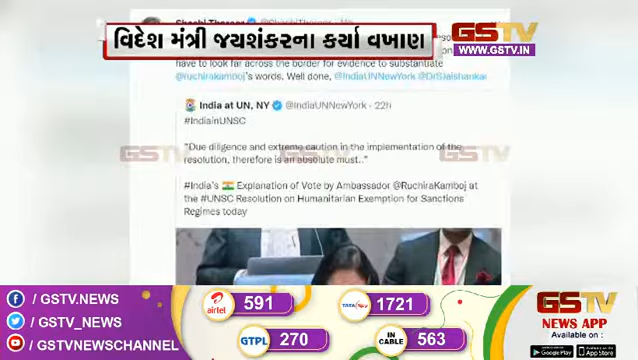 વિદેશ મંત્રી જયશંકરના કર્યા વખાણ
GSTV
WWW.GSTV.IN
have to look far across the border for evidence to substantiate
@ruchirakamboj's words. Well done, @IndiaUNNewYork @DrSJaishankar
India at UN, NY @IndiaUNNewYork · 22h
#IndiainUNSC
"Due diligence and extreme caution in the implementation of the
resolution, therefore is an absolute must.."
GSTV GSTV
#India's Explanation of Vote by Ambassador @RuchiraKamboj at
the #UNSC Resolution on Humanitarian Exemption for Sanctions
Regimes today
/ GSTV.NEWS
/ GSTV_NEWS
/ GSTVNEWSCHANNEL
airtel 591
TATA 1721
GTPL 270
IN CABLE 563
GSTV
NEWS APP
Available on :
Google Play
App Store